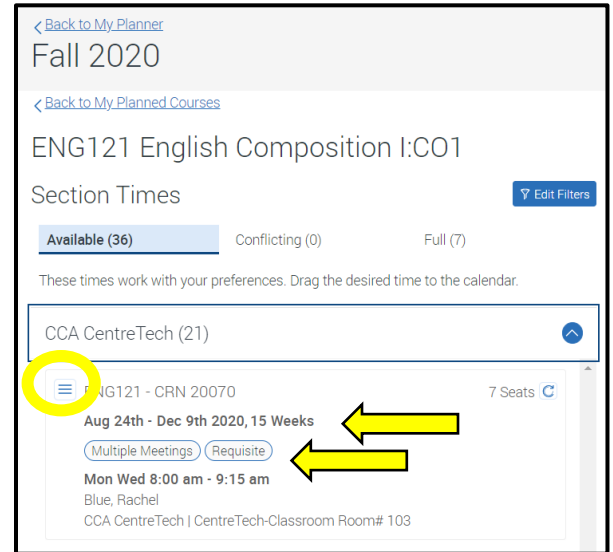 Back to My Planner
Fall 2020
Back to My Planned Courses
ENG121 English Composition I:CO1
Section Times
Edit Filters
Available (36) Conflicting (0) Full (7)
These times work with your preferences. Drag the desired time to the calendar.
CCA CentreTech (21)
ENG121 - CRN 20070 7 Seats
Aug 24th - Dec 9th 2020, 15 Weeks
Multiple Meetings Requisite
Mon Wed 8:00 am - 9:15 am
Blue, Rachel
CCA CentreTech | CentreTech-Classroom Room# 103